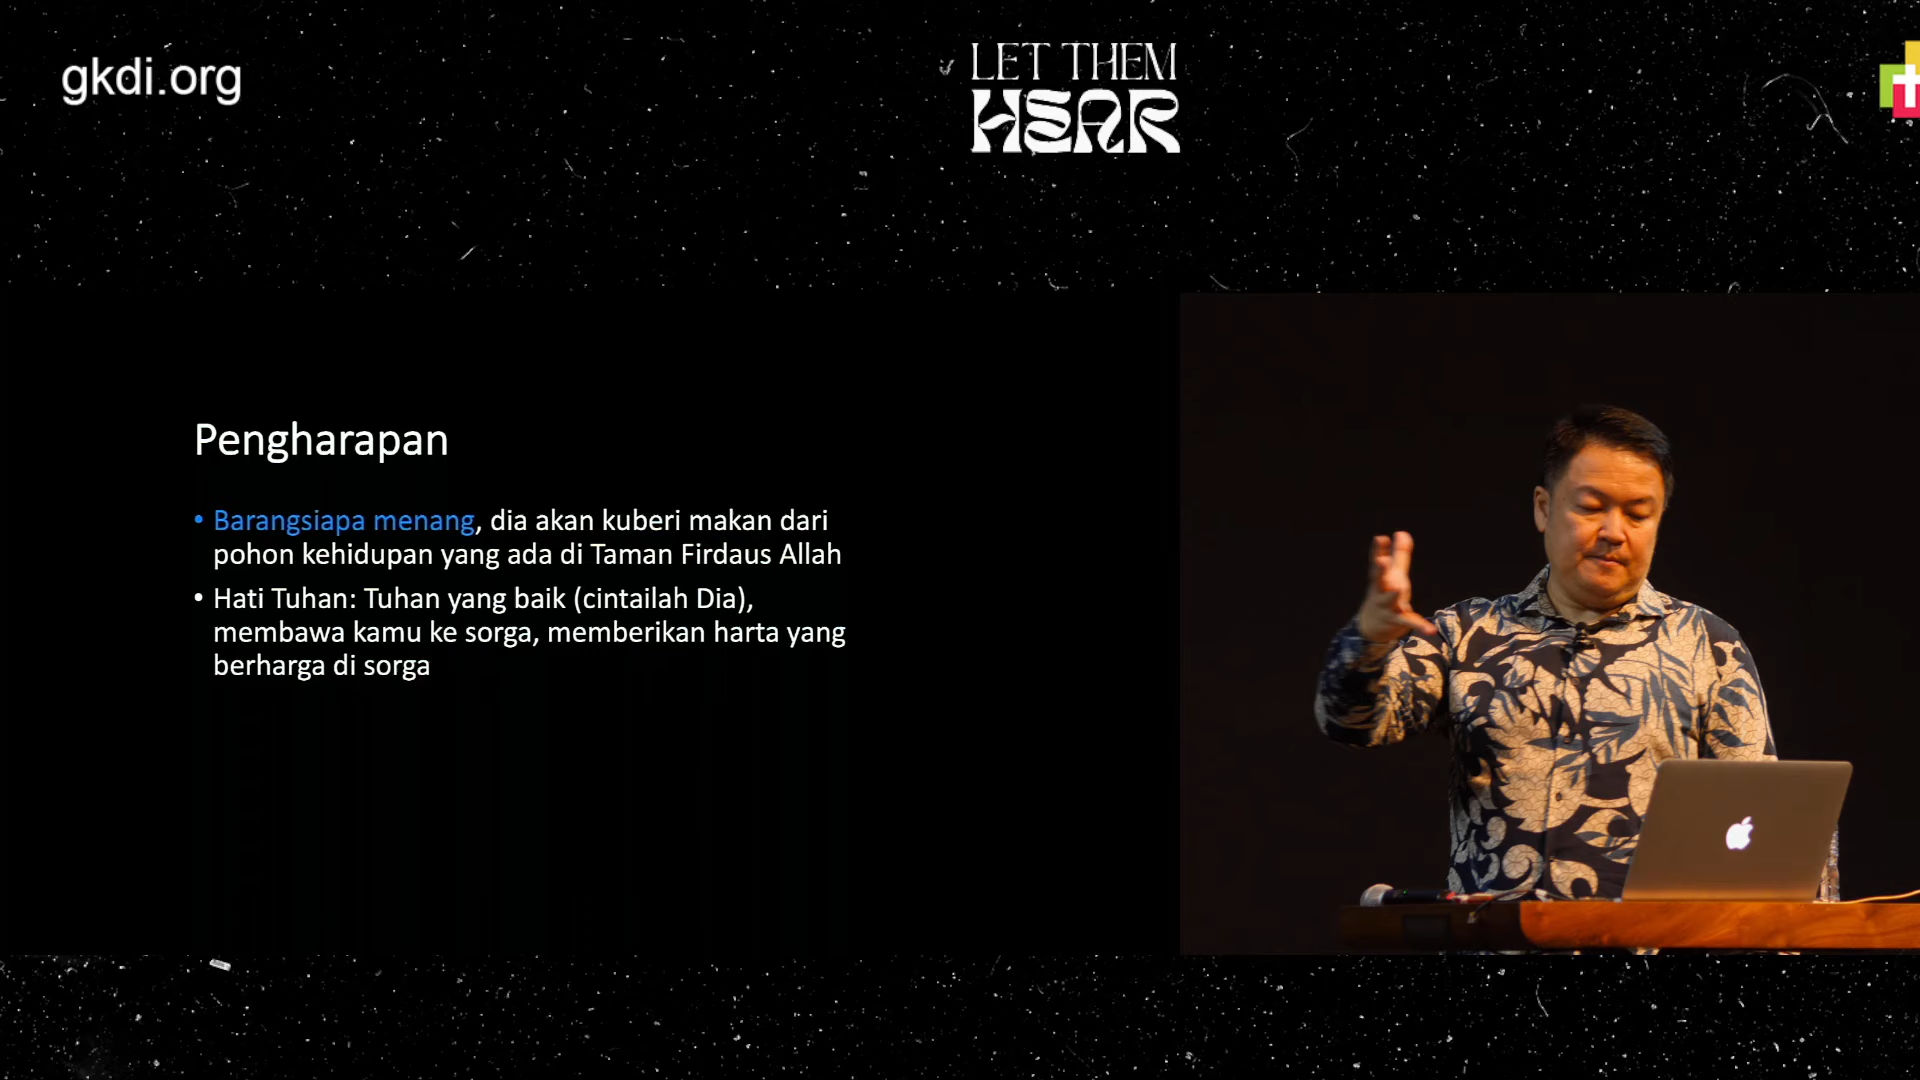 gkdi.org
LET THEM
HEAR
Pengharapan
• Barangsiapa menang, dia akan kuberi makan dari
pohon kehidupan yang ada di Taman Firdaus Allah
• Hati Tuhan: Tuhan yang baik (cintailah Dia),
membawa kamu ke sorga, memberikan harta yang
berharga di sorga